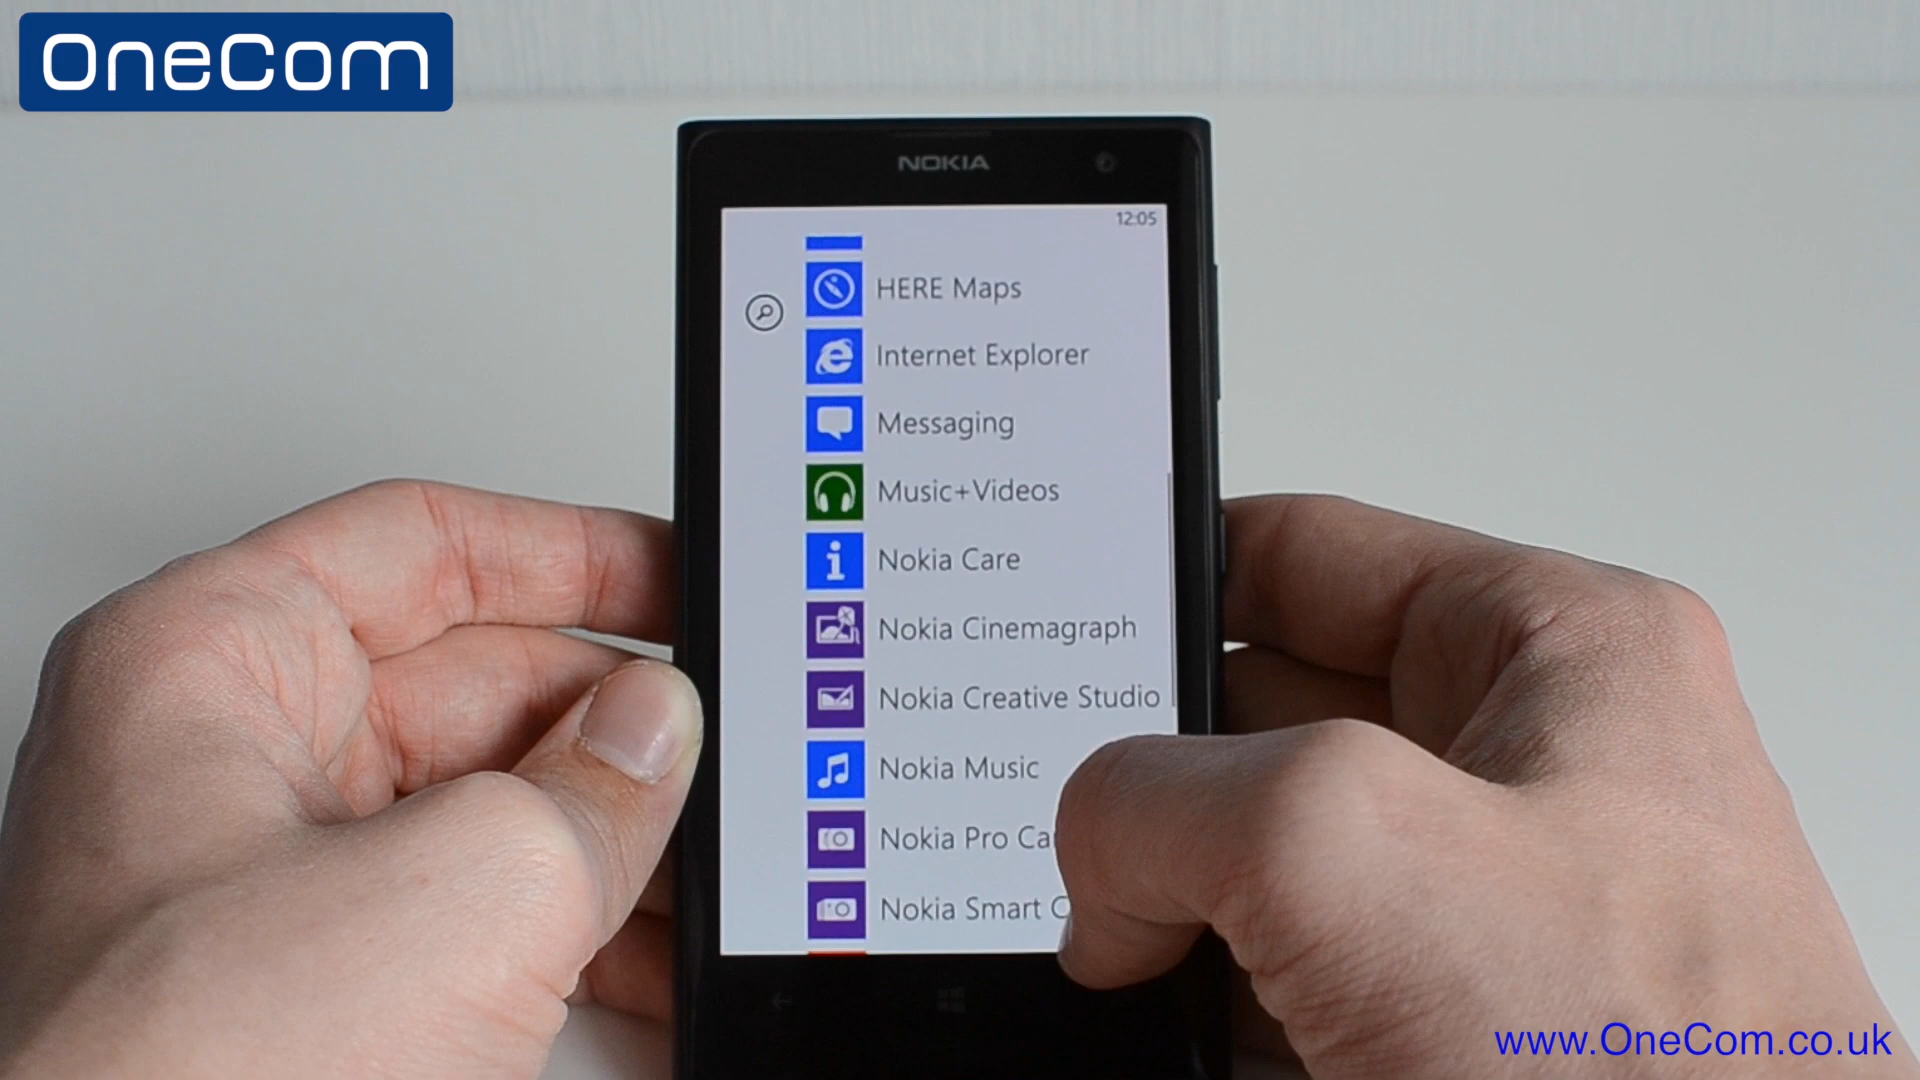 OneCom
NOKIA
12:05
HERE Maps
Internet Explorer
Messaging
Music+Videos
Nokia Care
Nokia Cinemagraph
Nokia Creative Studio
Nokia Music
Nokia Pro
Nokia Smart
www.OneCom.co.uk